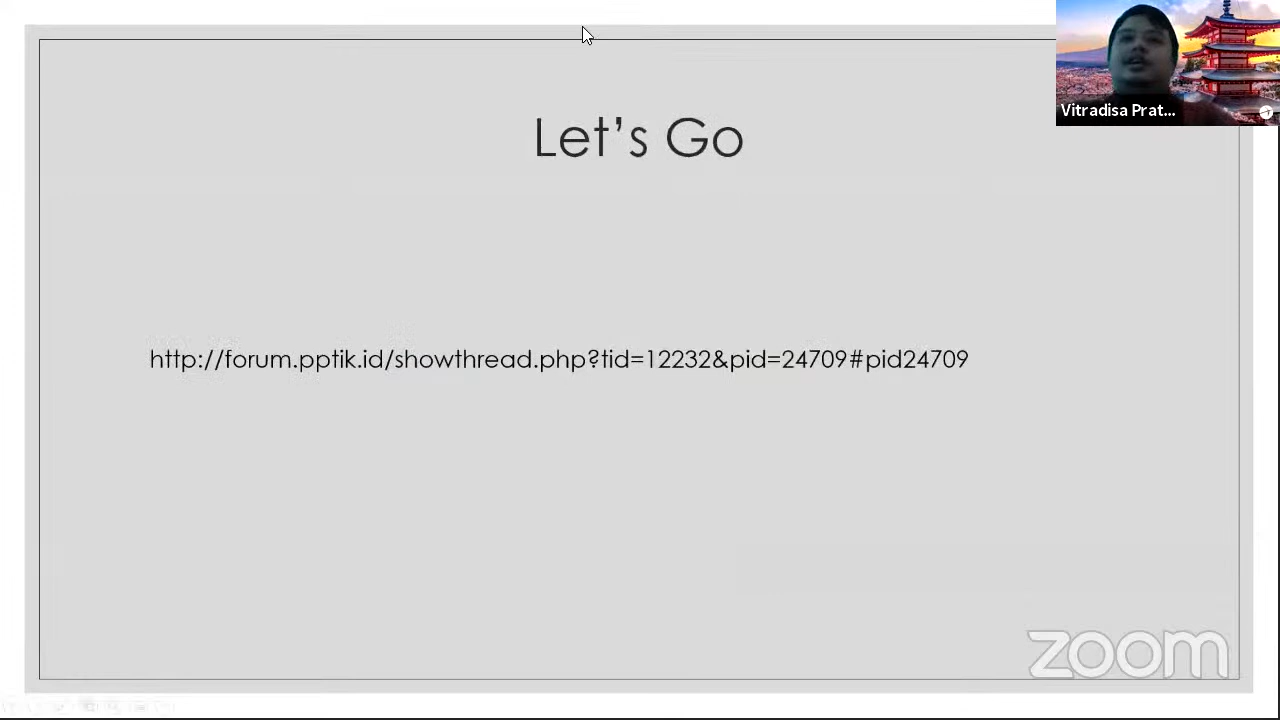 Vitradisa Prat...
Let's Go
http://forum.pptik.id/showthread.php?tid=12232&pid=24709#pid24709
zoom